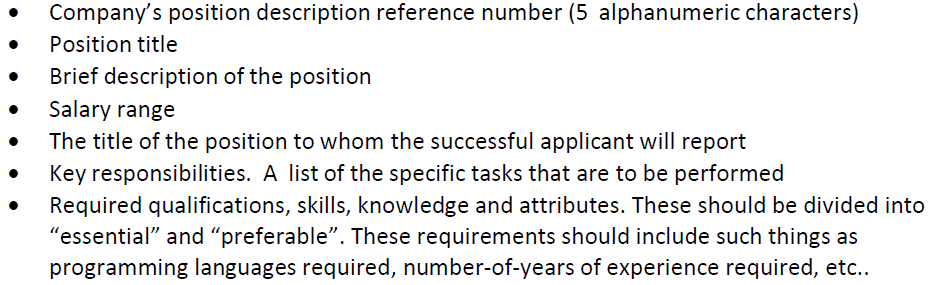 • Company’s position description reference number (5  alphanumeric characters)
• Position title
• Brief description of the position
• Salary range
• The title of the position to whom the successful applicant will report
• Key responsibilities.  A  list of the specific tasks that are to be performed
• Required qualifications, skills, knowledge and attributes. These should be divided into
“essential” and “preferable”. These requirements should include such things as
programming languages required, number-of-years of experience required, etc..